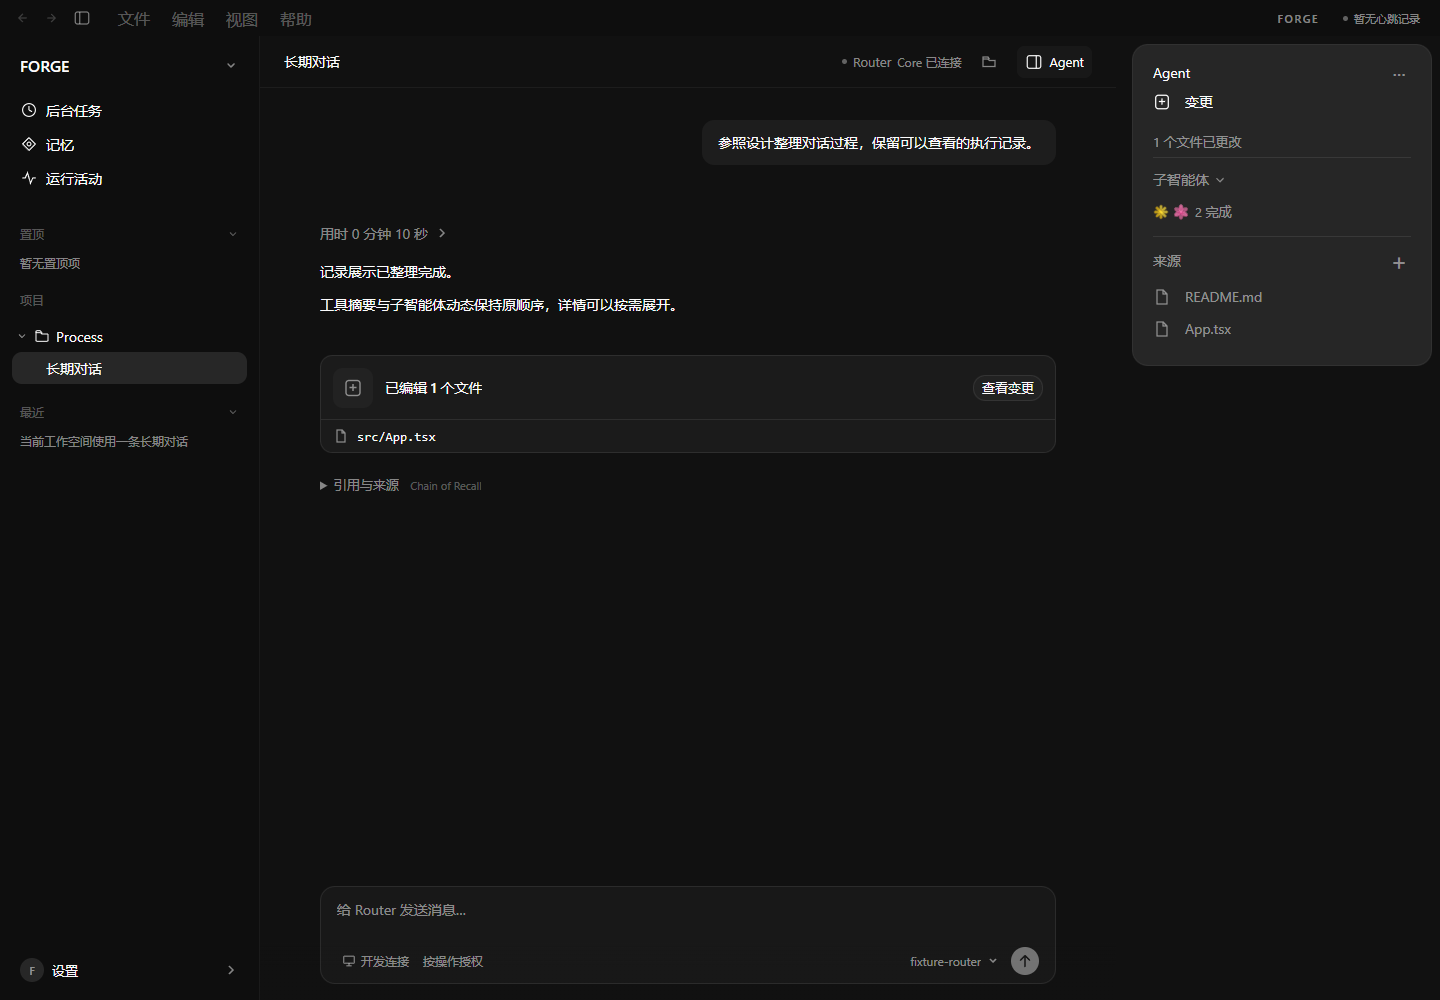 文件 编辑 视图 帮助
FORGE 暂无心跳记录
FORGE
后台任务
记忆
运行活动
置顶
暂无置顶项
项目
Process
长期对话
最近
当前工作空间使用一条长期对话
F 设置
长期对话
Router Core 已连接
Agent
参照设计整理对话过程，保留可以查看的执行记录。
用时 0 分钟 10 秒
记录展示已整理完成。
工具摘要与子智能体动态保持原顺序，详情可以按需展开。
已编辑 1 个文件
查看变更
src/App.tsx
引用与来源 Chain of Recall
给 Router 发送消息...
开发连接 按操作授权
fixture-router
Agent
变更
1 个文件已更改
子智能体
2 完成
来源
README.md
App.tsx